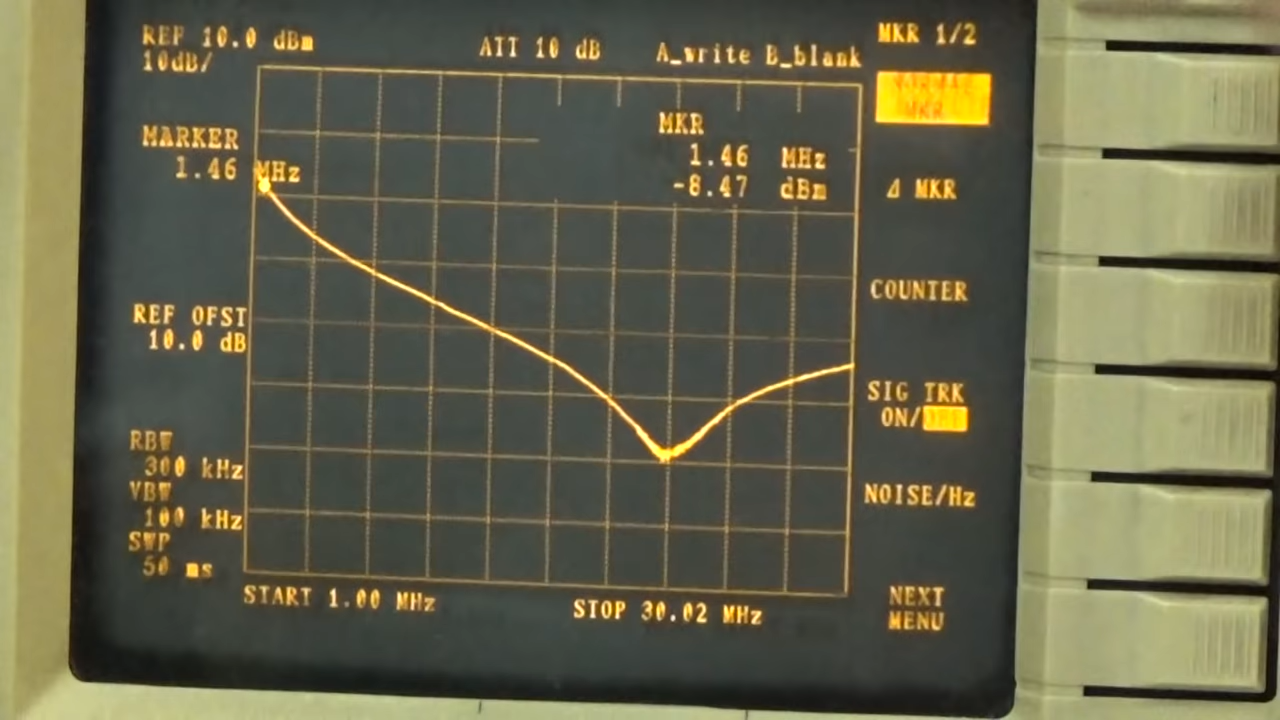 REF 10.0 dBm
10dB/
ATT 10 dB
A_write B_blank
MKR 1/2
MKR
MARKER
1.46 MHz
MKR
1.46 MHz
-8.47 dBm
Δ MKR
COUNTER
REF OFST
10.0 dB
SIG TRK
ON/OFF
RBW
300 kHz
VBW
100 kHz
SWP
50 ms
NOISE/Hz
START 1.00 MHz
STOP 30.02 MHz
NEXT
MENU